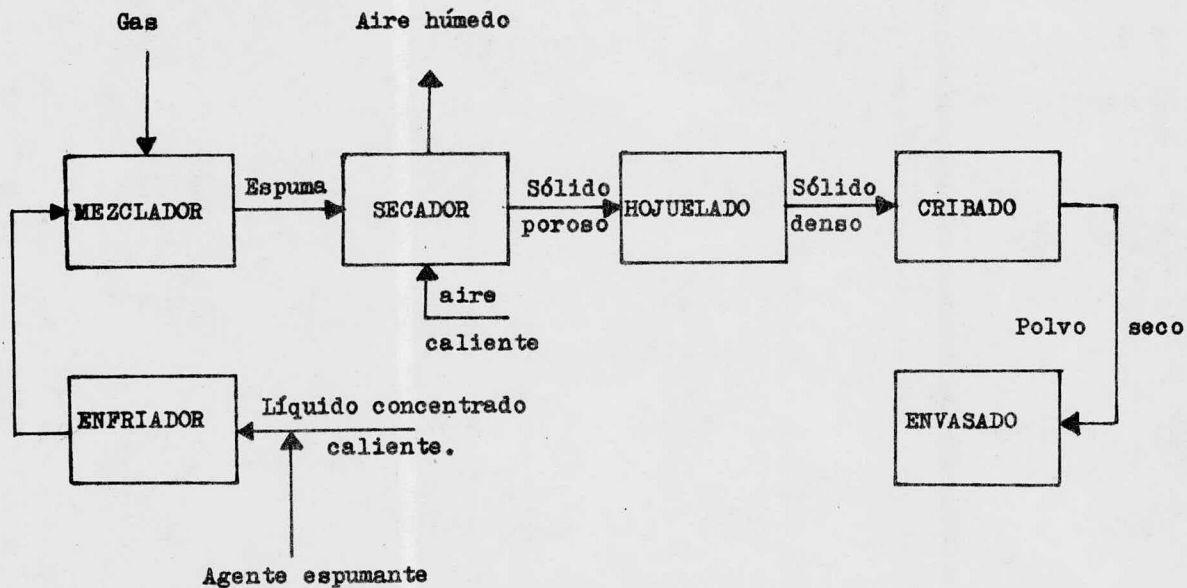 Gas
Aire húmedo
MEZCLADOR
Espuma
SECADOR
Sólido
poroso
HOJUELADO
Sólido
denso
CRIBADO
aire
caliente
Polvo seco
ENFRIADOR
Líquido concentrado
caliente.
ENVASADO
Agente espumante